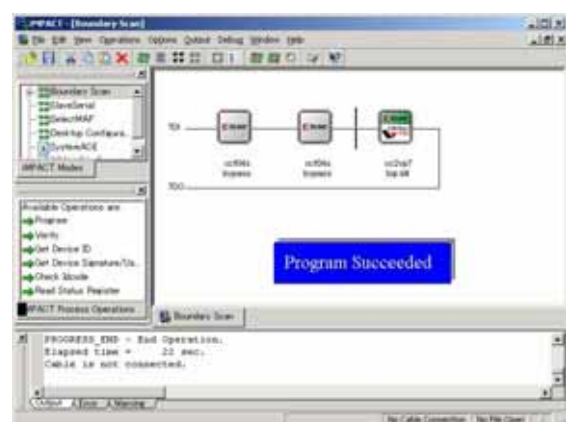 iMPACT - [Boundary Scan]
File Edit View Operations Options Output Debug Window Help
Boundary Scan
SlaveSerial
SelectMAP
Desktop Configura...
SystemACE
iMPACT Modes
Available Operations are
Program
Verify
Get Device ID
Get Device Signature/Us...
Check Idcode
Read Status Register
iMPACT Process Operations
TDI
bypass
bypass
xc2vp7
top.bit
TDO
Program Succeeded
Boundary Scan
PROGRESS_END - End Operation.
Elapsed time = 22 sec.
Cable is not connected.
Output Error Warning
No Cable Connection No File Open